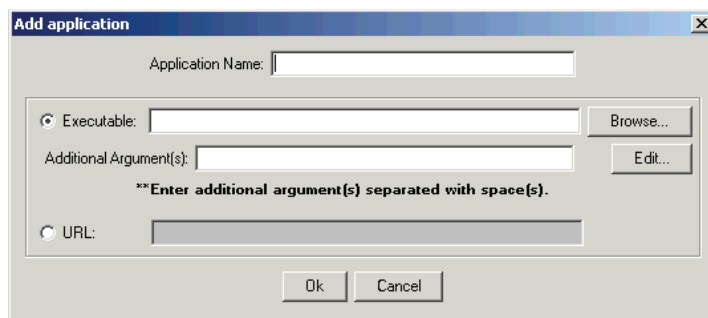 Add application
Application Name:
Executable:
Browse...
Additional Argument(s):
Edit...
**Enter additional argument(s) separated with space(s).
URL:
Ok
Cancel